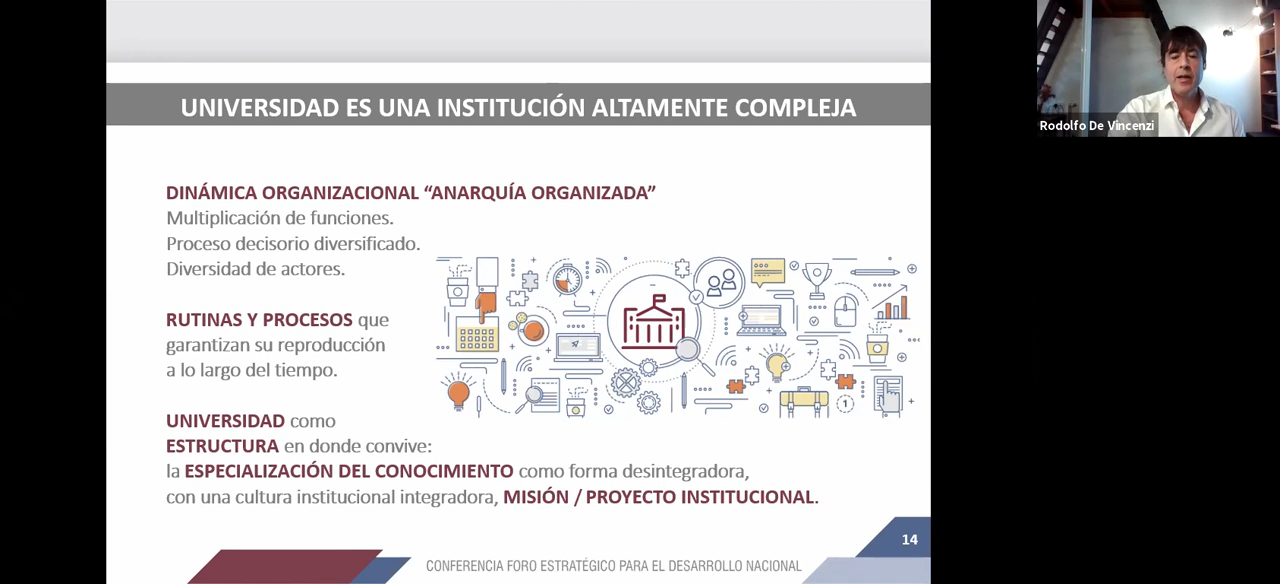 UNIVERSIDAD ES UNA INSTITUCIÓN ALTAMENTE COMPLEJA
Rodolfo De Vincenzi
DINÁMICA ORGANIZACIONAL “ANARQUÍA ORGANIZADA”
Multiplicación de funciones.
Proceso decisorio diversificado.
Diversidad de actores.
RUTINAS Y PROCESOS que
garantizan su reproducción
a lo largo del tiempo.
1
UNIVERSIDAD como
ESTRUCTURA en donde convive:
la ESPECIALIZACIÓN DEL CONOCIMIENTO como forma desintegradora,
con una cultura institucional integradora, MISIÓN / PROYECTO INSTITUCIONAL.
14
CONFERENCIA FORO ESTRATÉGICO PARA EL DESARROLLO NACIONAL